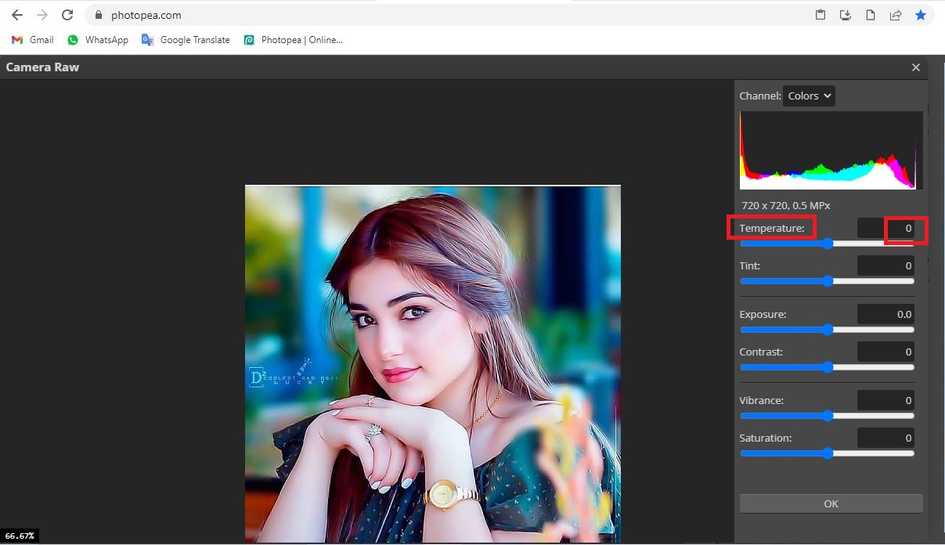 photopea.com
Gmail WhatsApp Google Translate Photopea | Online...
Camera Raw
Channel: Colors
720 x 720, 0.5 MPx
Temperature: 0
Tint: 0
Exposure: 0.0
Contrast: 0
Vibrance: 0
Saturation: 0
OK
LUCKY
66.67%